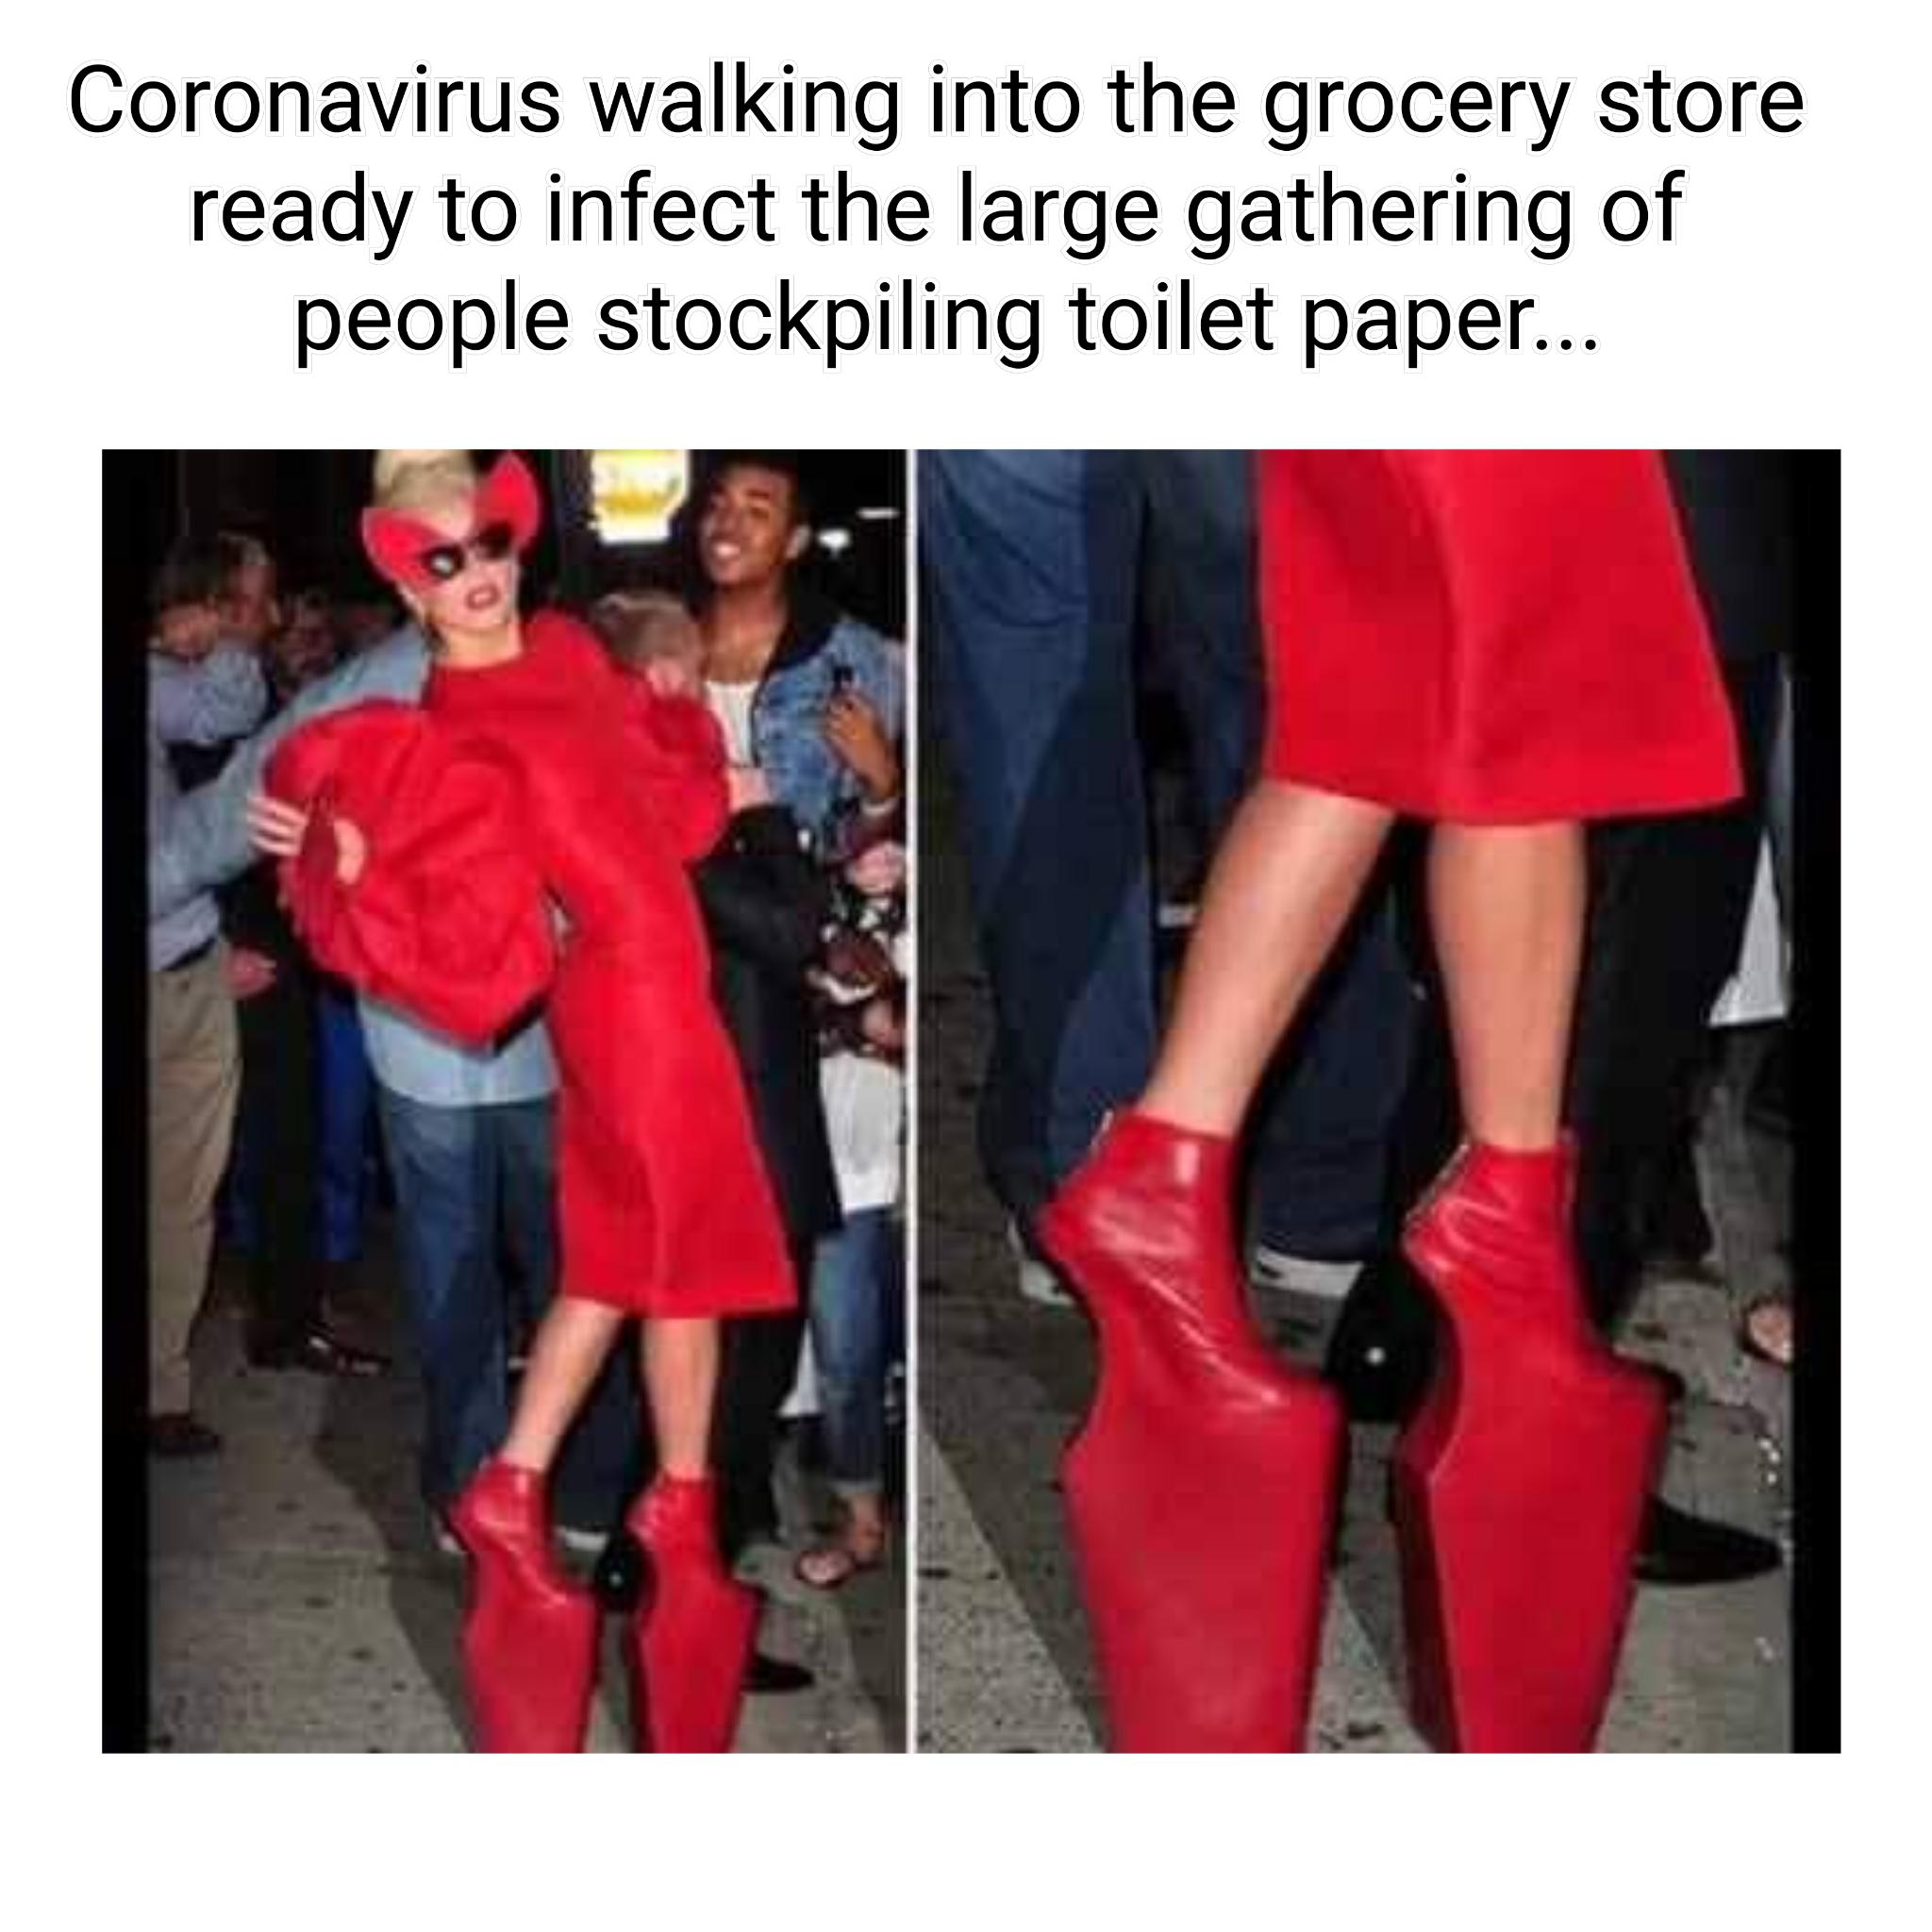 Coronavirus walking into the grocery store
ready to infect the large gathering of
people stockpiling toilet paper...